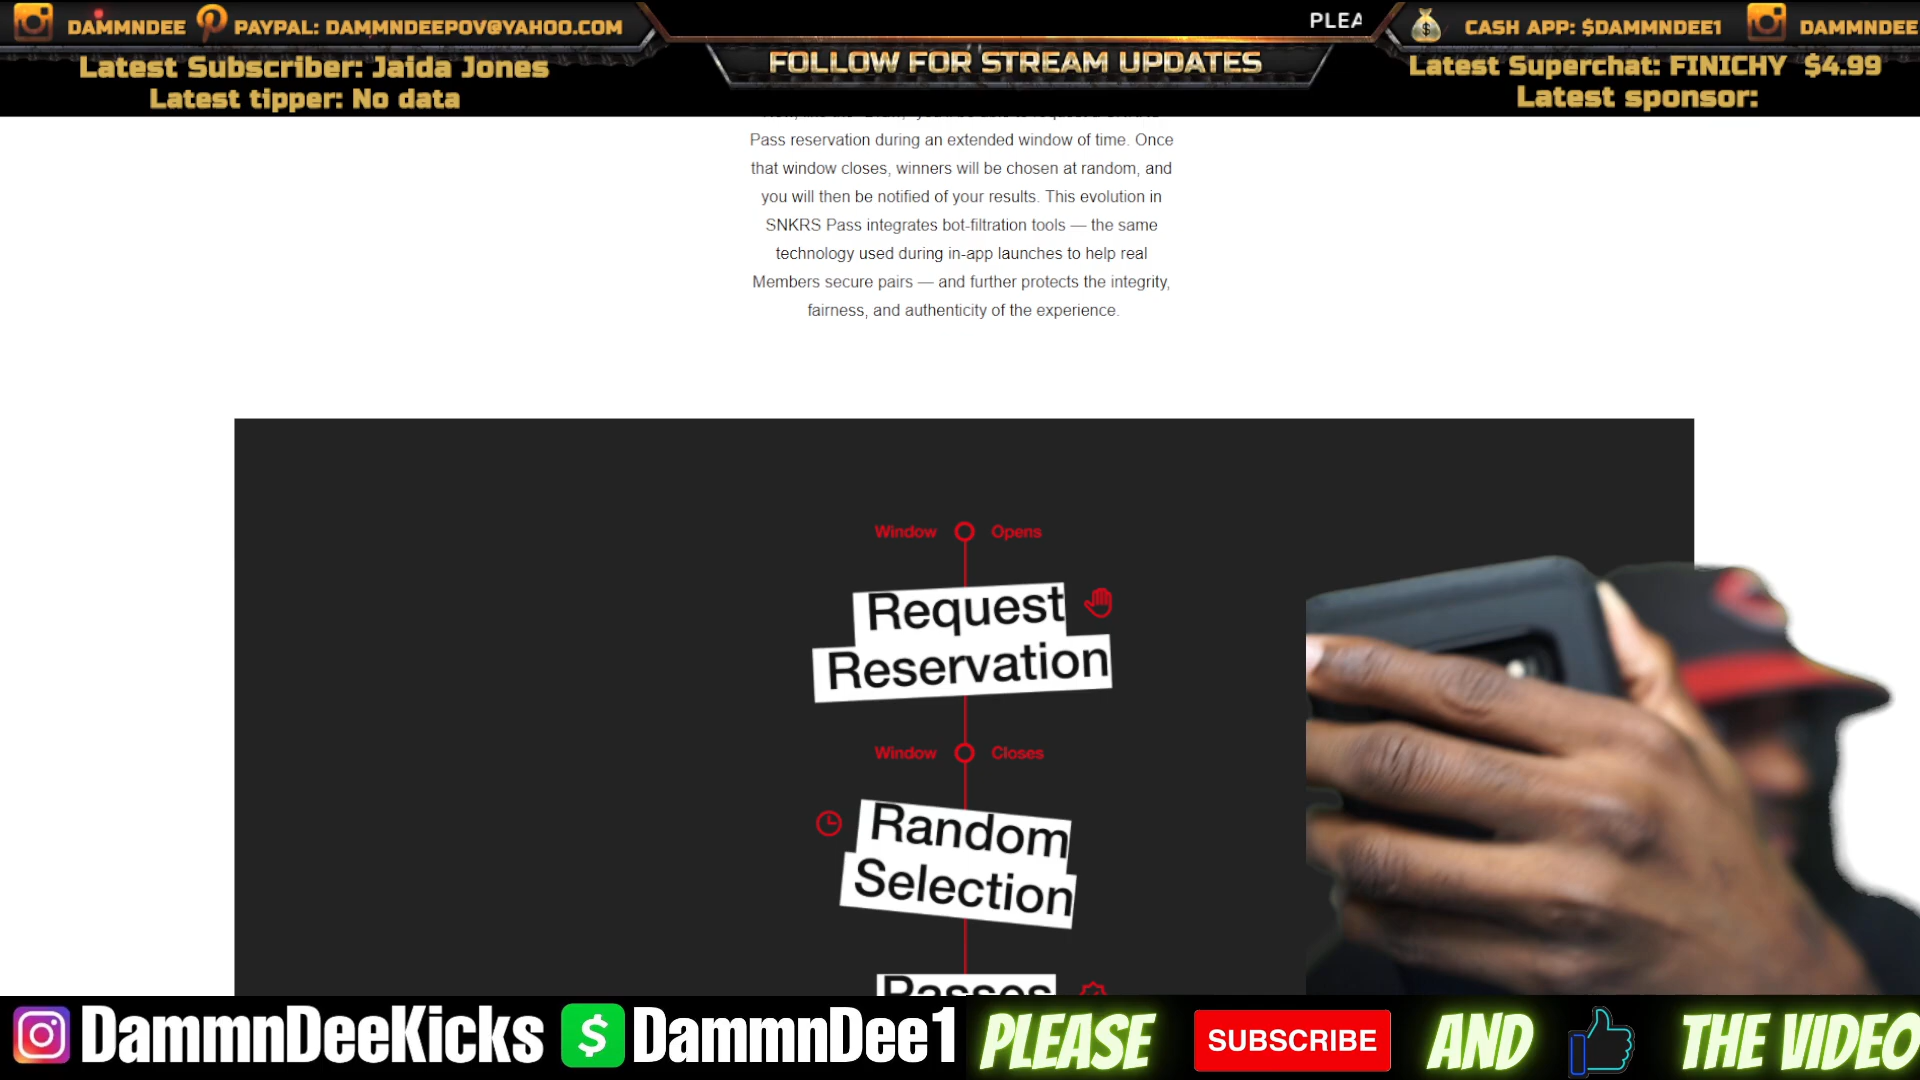 DAMMNDEE
PAYPAL: DAMMNDEEPOV@YAHOO.COM
PLEA
CASH APP: $DAMMNDEE1
DAMMNDEE
Latest Subscriber: Jaida Jones
FOLLOW FOR STREAM UPDATES
Latest Superchat: FINICHY $4.99
Latest tipper: No data
Latest sponsor:
Pass reservation during an extended window of time. Once
that window closes, winners will be chosen at random, and
you will then be notified of your results. This evolution in
SNKRS Pass integrates bot-filtration tools — the same
technology used during in-app launches to help real
Members secure pairs — and further protects the integrity,
fairness, and authenticity of the experience.
Window Opens
Request
Reservation
Window Closes
Random
Selection
Passes
DammnDeeKicks
$ DammnDee1
PLEASE
SUBSCRIBE
AND
THE VIDEO